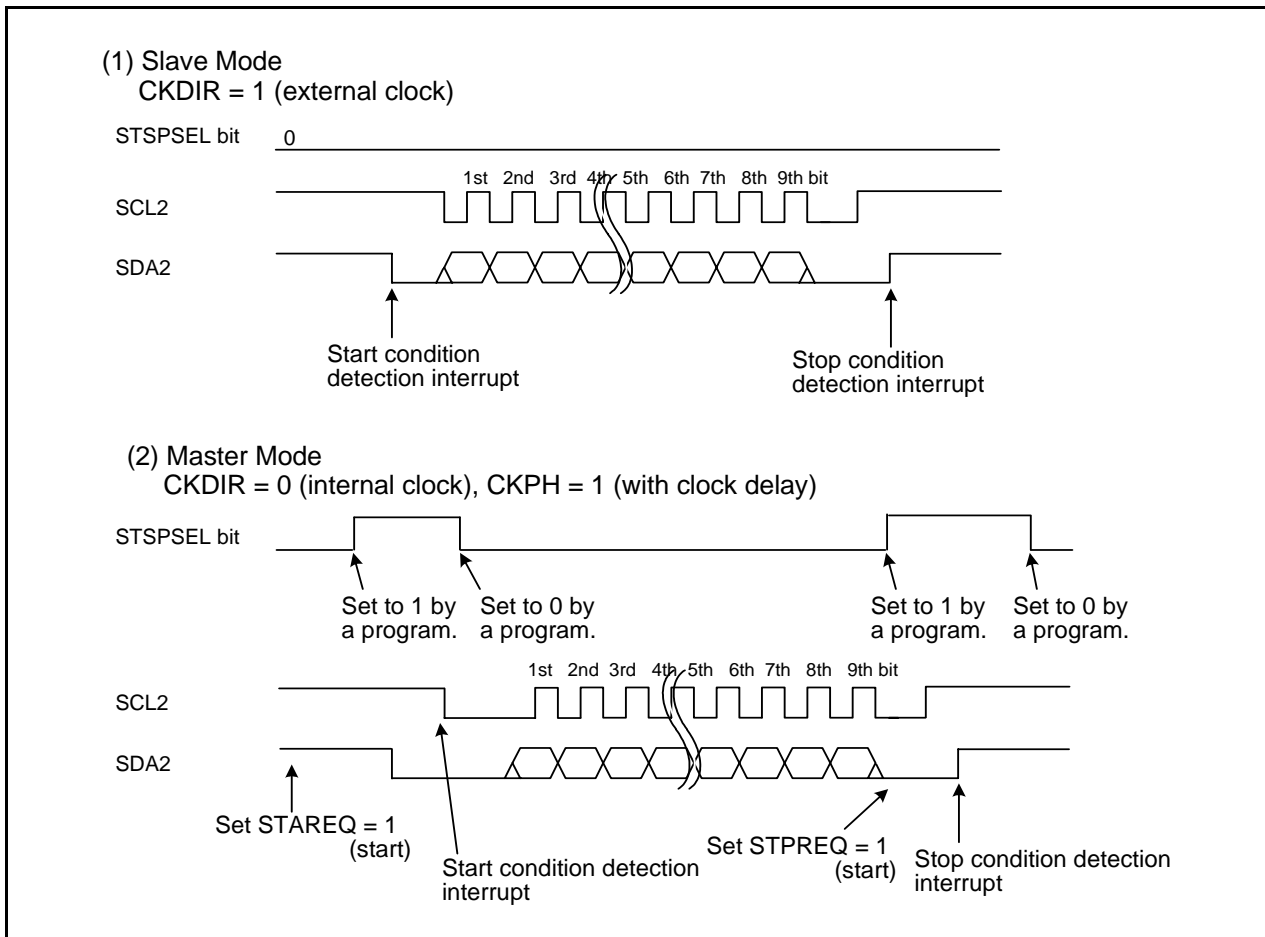 (1) Slave Mode
CKDIR = 1 (external clock)
STSPSEL bit 0
1st 2nd 3rd 4th 5th 6th 7th 8th 9th bit
SCL2
SDA2
Start condition
detection interrupt
Stop condition
detection interrupt
(2) Master Mode
CKDIR = 0 (internal clock), CKPH = 1 (with clock delay)
STSPSEL bit
Set to 1 by
a program.
Set to 0 by
a program.
Set to 1 by
a program.
Set to 0 by
a program.
1st 2nd 3rd 4th 5th 6th 7th 8th 9th bit
SCL2
SDA2
Set STAREQ = 1
(start)
Start condition detection
interrupt
Set STPREQ = 1
(start)
Stop condition detection
interrupt